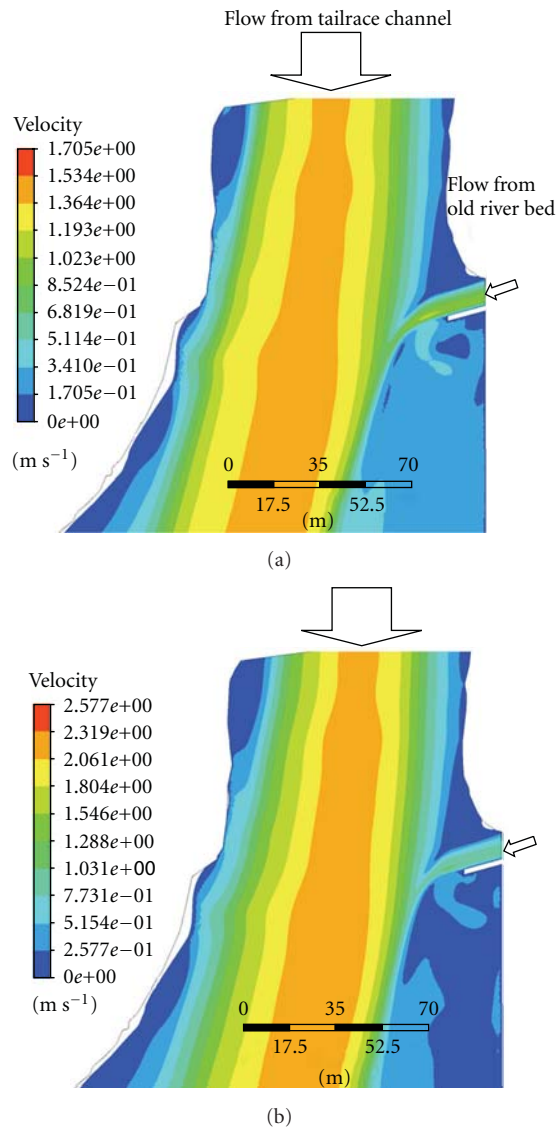 Flow from tailrace channel
Velocity
1.705e+00
1.534e+00
1.364e+00
1.193e+00
1.023e+00
8.524e−01
6.819e−01
5.114e−01
3.410e−01
1.705e−01
0e+00
(m s−1)
Flow from
old river bed
0 35 70
17.5 52.5
(m)
(a)
Velocity
2.577e+00
2.319e+00
2.061e+00
1.804e+00
1.546e+00
1.288e+00
1.031e+00
7.731e−01
5.154e−01
2.577e−01
0e+00
(m s−1)
0 35 70
17.5 52.5
(m)
(b)